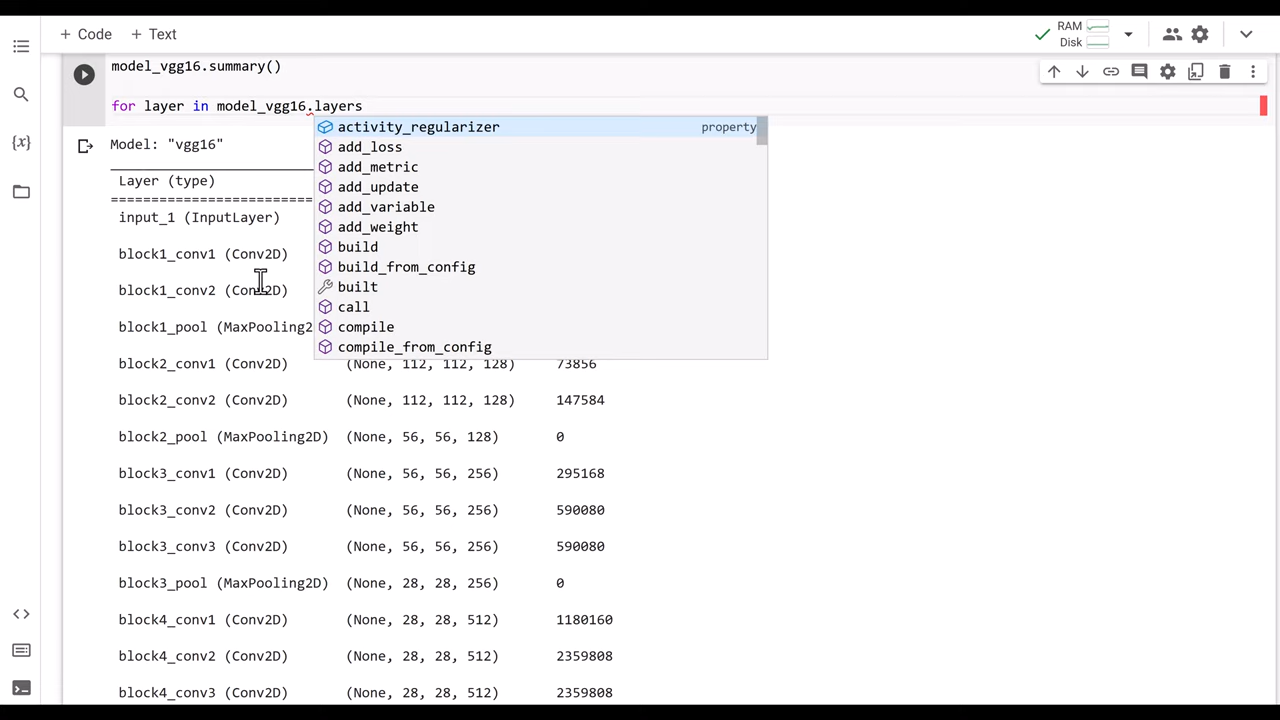 + Code + Text
RAM
Disk
model_vgg16.summary()
for layer in model_vgg16.layers
activity_regularizer property
add_loss
add_metric
add_update
add_variable
add_weight
build
build_from_config
built
call
compile
compile_from_config
Model: "vgg16"
Layer (type)
============================
input_1 (InputLayer)
block1_conv1 (Conv2D)
block1_conv2 (Conv2D)
block1_pool (MaxPooling2
block2_conv1 (Conv2D) (None, 112, 112, 128) 73856
block2_conv2 (Conv2D) (None, 112, 112, 128) 147584
block2_pool (MaxPooling2D) (None, 56, 56, 128) 0
block3_conv1 (Conv2D) (None, 56, 56, 256) 295168
block3_conv2 (Conv2D) (None, 56, 56, 256) 590080
block3_conv3 (Conv2D) (None, 56, 56, 256) 590080
block3_pool (MaxPooling2D) (None, 28, 28, 256) 0
block4_conv1 (Conv2D) (None, 28, 28, 512) 1180160
block4_conv2 (Conv2D) (None, 28, 28, 512) 2359808
block4_conv3 (Conv2D) (None, 28, 28, 512) 2359808